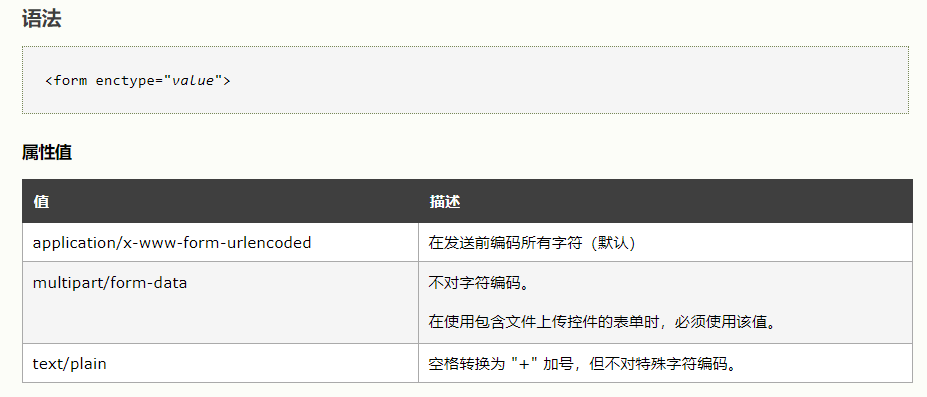 语法
<form enctype="value">
属性值
值 描述
application/x-www-form-urlencoded 在发送前编码所有字符（默认）
multipart/form-data 不对字符编码。
在使用包含文件上传控件的表单时，必须使用该值。
text/plain 空格转换为 "+" 加号，但不对特殊字符编码。